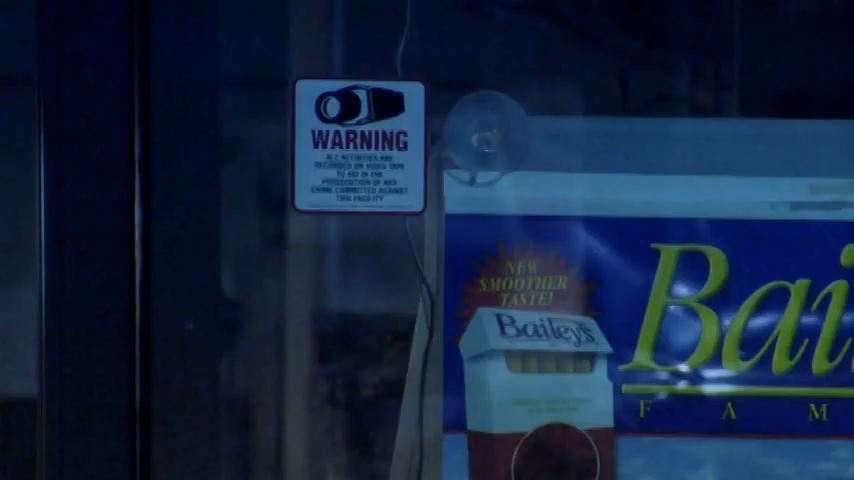 WARNING
ALL ACTIVITIES ARE
RECORDED ON VIDEO TAPE
TO AID IN THE
PROSECUTION OF ANY
CRIME COMMITTED AGAINST
THIS FACILITY
NEW
SMOOTHER
TASTE!
Bailey's
Bai
F A M